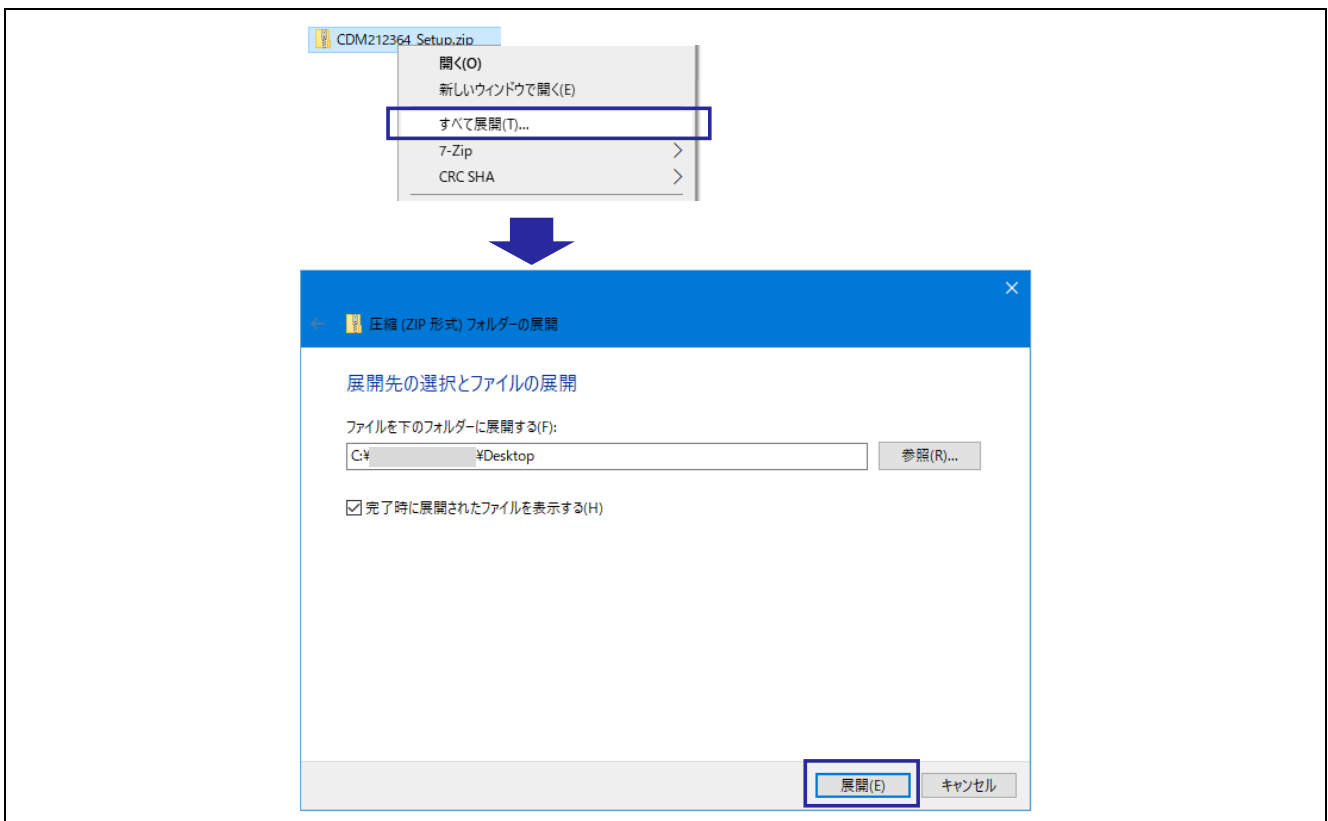 CDM212364_Setup.zip
開く(O)
新しいウィンドウで開く(E)
すべて展開(T)...
7-Zip
CRC SHA
圧縮 (ZIP 形式) フォルダーの展開
展開先の選択とファイルの展開
ファイルを下のフォルダーに展開する(F):
C:¥ ¥Desktop
参照(R)...
完了時に展開されたファイルを表示する(H)
展開(E)
キャンセル